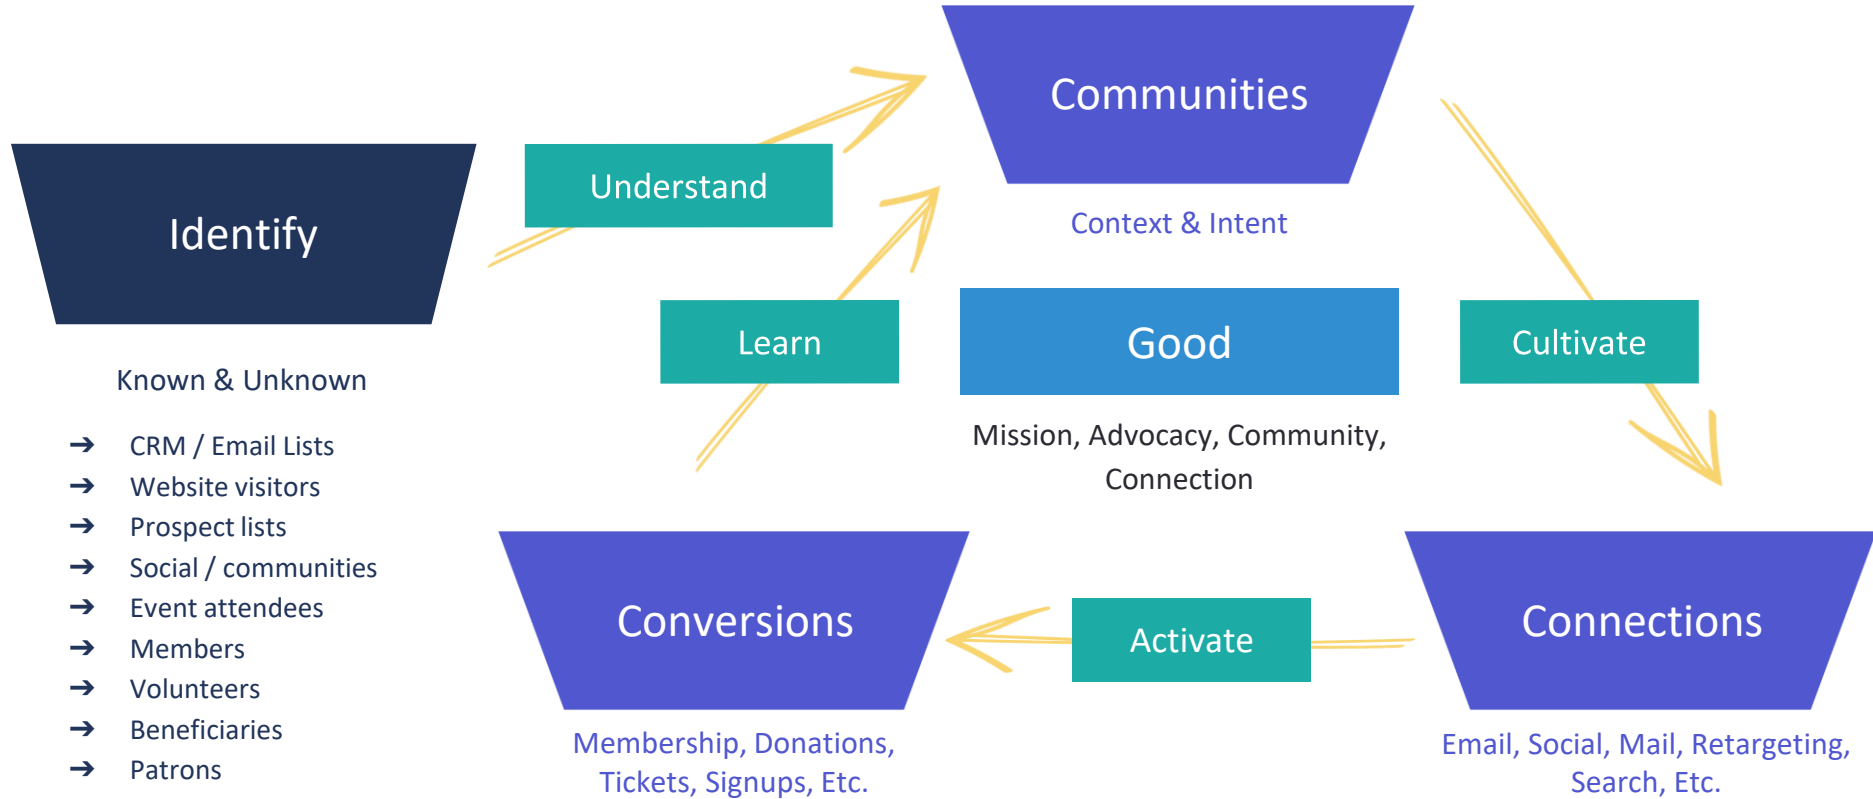 Communities
Understand
Identify
Context & Intent
Learn
Good
Cultivate
Known & Unknown
Mission, Advocacy, Community,
Connection
➔ CRM / Email Lists
➔ Website visitors
➔ Prospect lists
➔ Social / communities
➔ Event attendees
➔ Members
➔ Volunteers
➔ Beneficiaries
➔ Patrons
Conversions
Activate
Connections
Membership, Donations,
Tickets, Signups, Etc.
Email, Social, Mail, Retargeting,
Search, Etc.